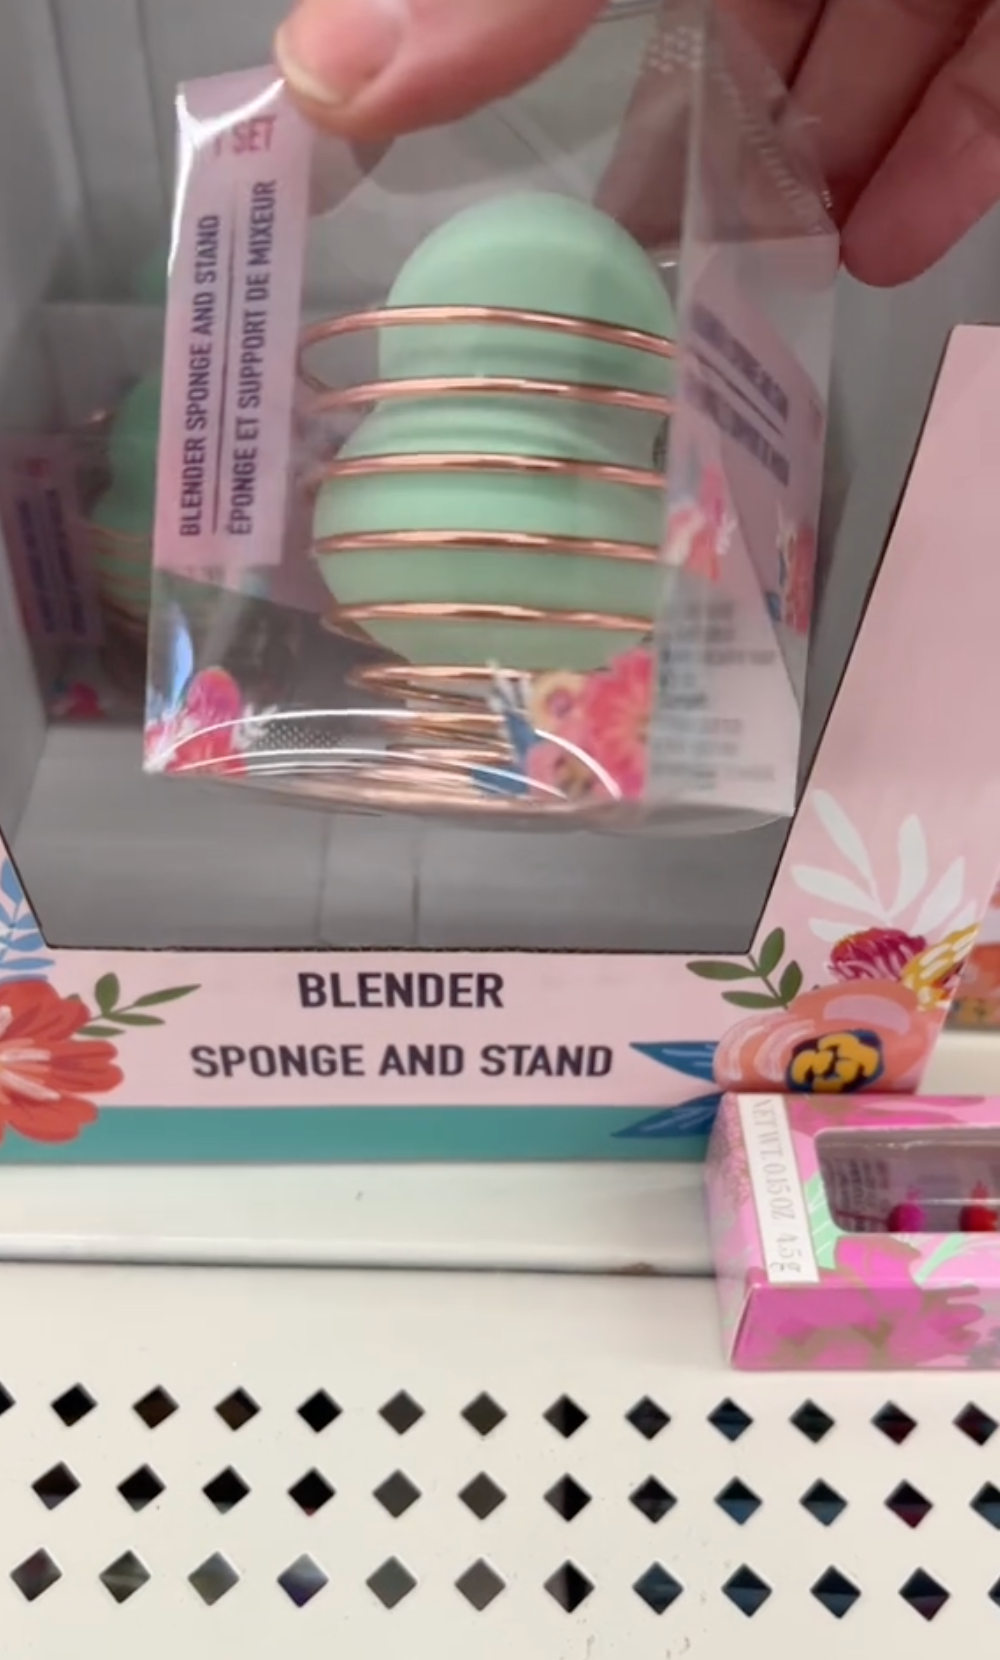 1 SET
BLENDER SPONGE AND STAND
ÉPONGE ET SUPPORT DE MIXEUR
BLENDER
SPONGE AND STAND
NET WT. 0.15 OZ 4.5g